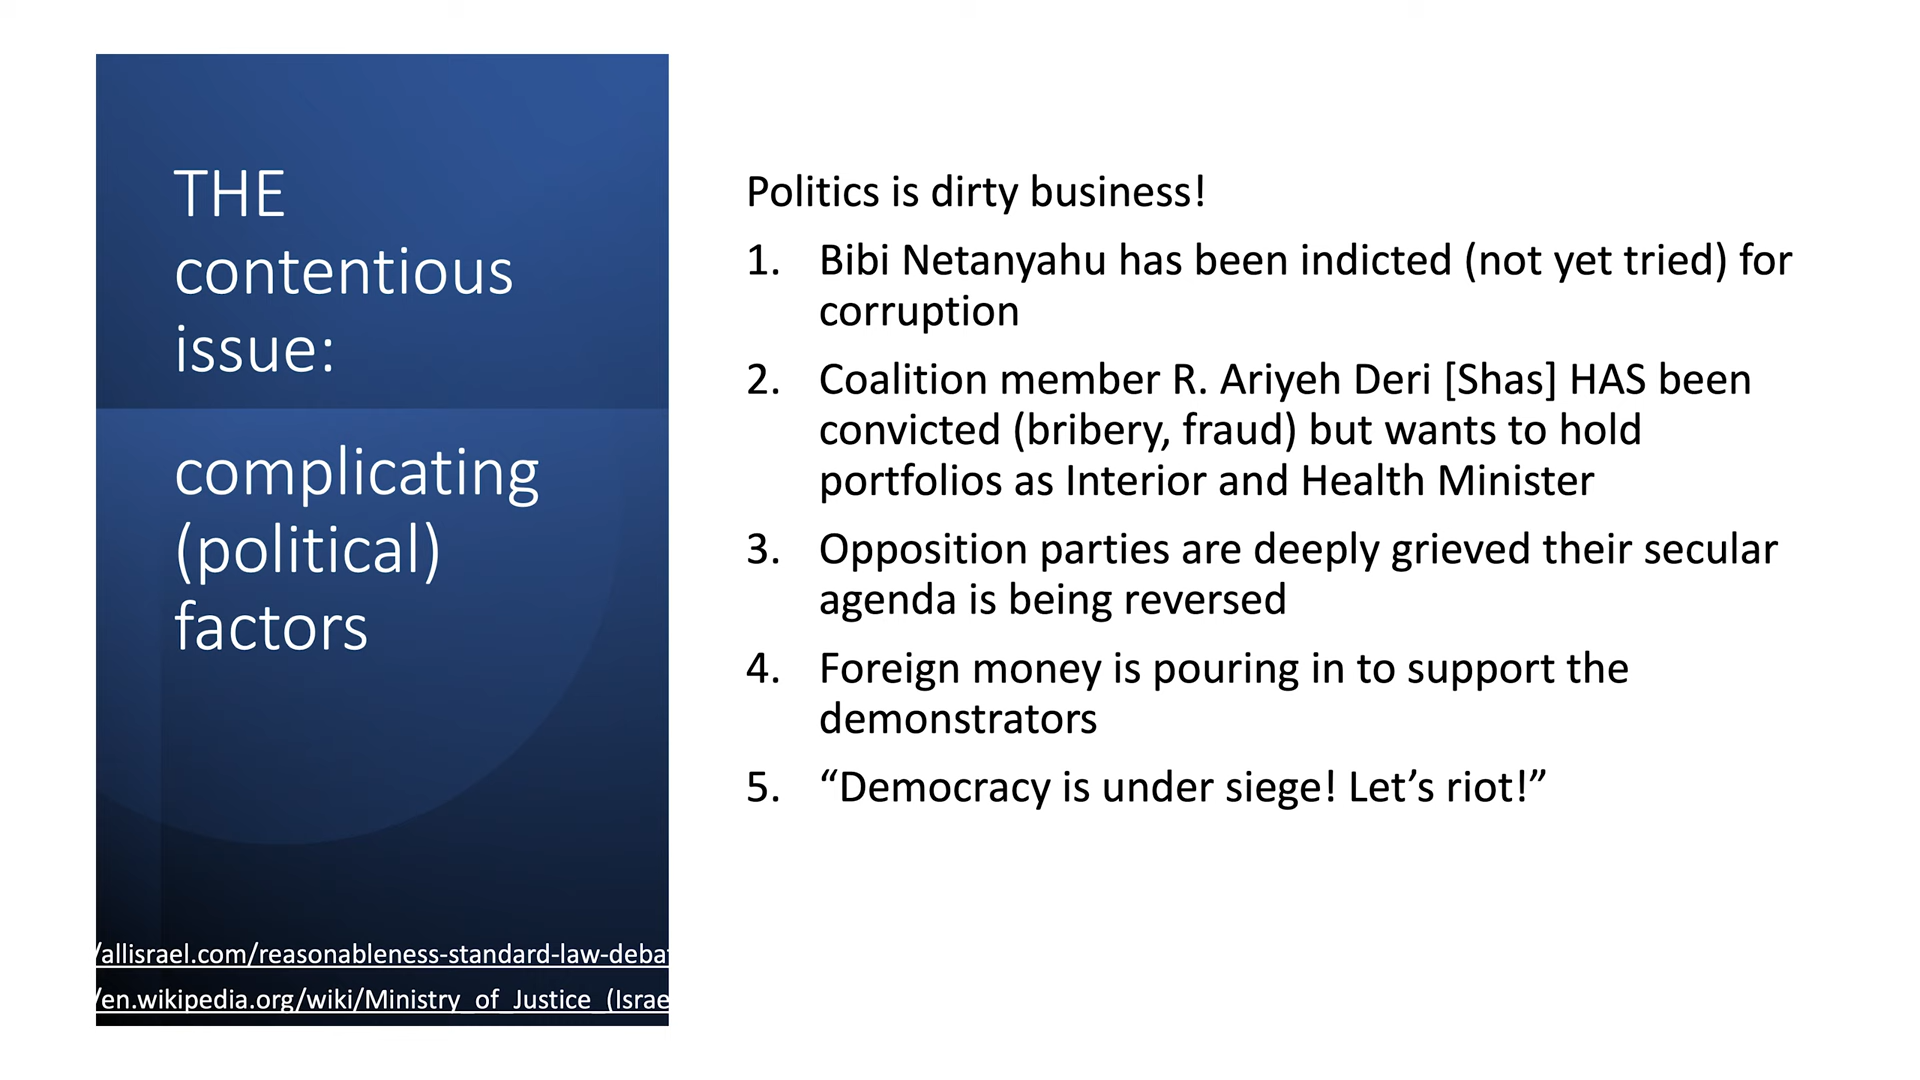 THE
contentious
issue:
complicating
(political)
factors
/allisrael.com/reasonableness-standard-law-deba
/en.wikipedia.org/wiki/Ministry_of_Justice_(Israe
Politics is dirty business!
1. Bibi Netanyahu has been indicted (not yet tried) for
corruption
2. Coalition member R. Ariyeh Deri [Shas] HAS been
convicted (bribery, fraud) but wants to hold
portfolios as Interior and Health Minister
3. Opposition parties are deeply grieved their secular
agenda is being reversed
4. Foreign money is pouring in to support the
demonstrators
5. “Democracy is under siege! Let’s riot!”